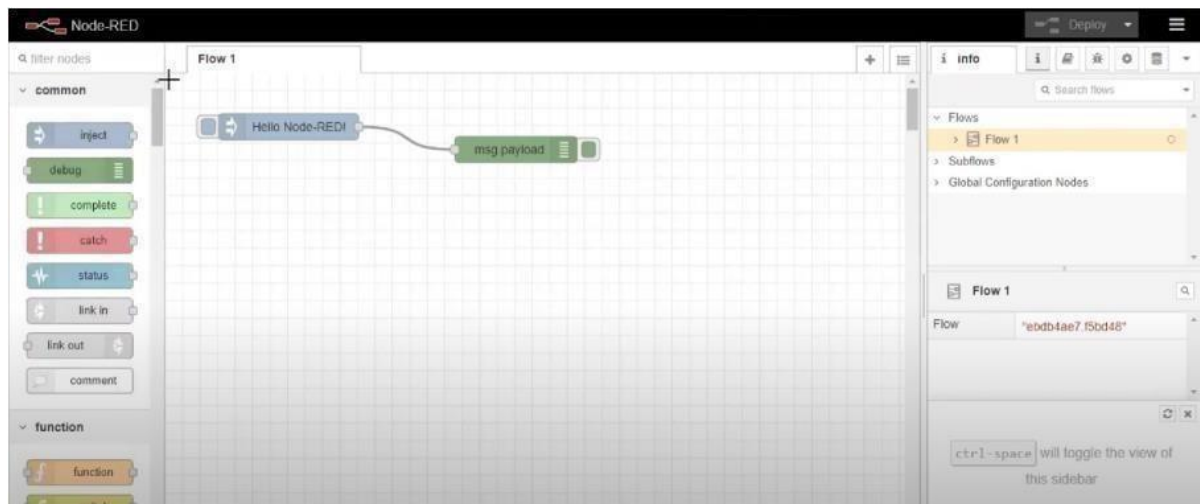 Node-RED
Deploy
filter nodes
Flow 1
info
i
common
Search flows
inject
debug
complete
catch
status
link in
link out
comment
function
function
Hello Node-RED!
msg.payload
Flows
Flow 1
Subflows
Global Configuration Nodes
Flow 1
Flow "ebdb4ae7.f5bd48"
ctrl-space will toggle the view of
this sidebar